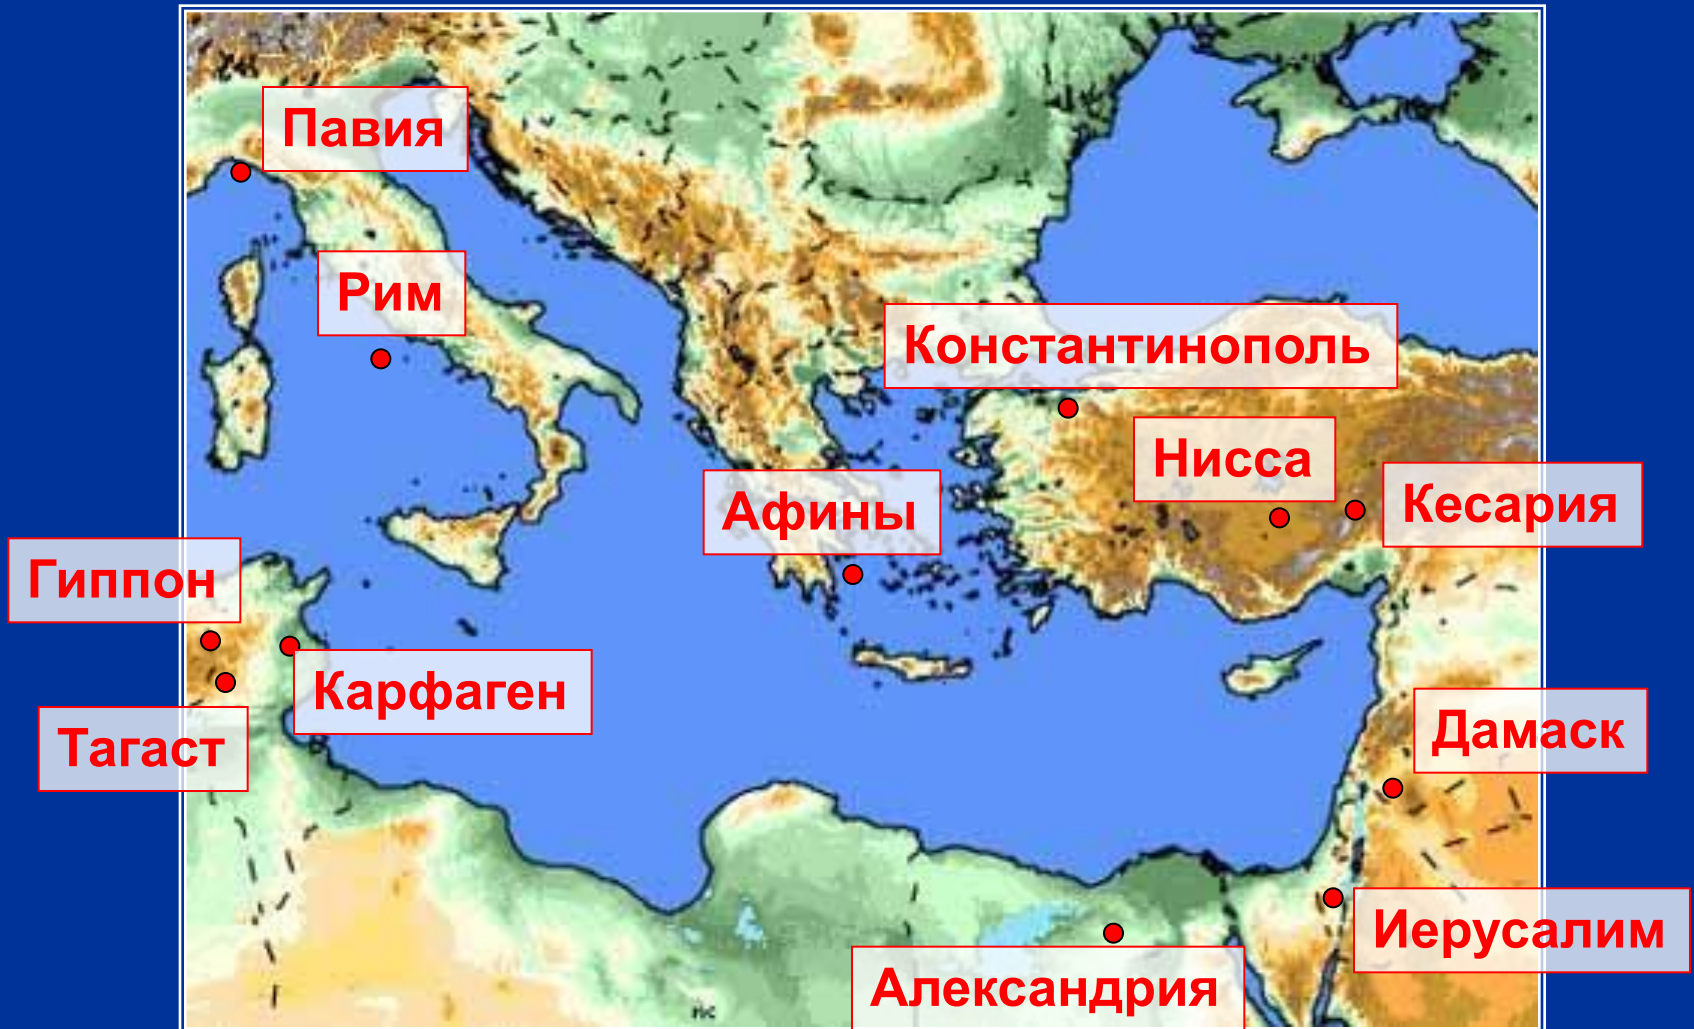 Павия
Рим
Константинополь
Нисса
Кесария
Афины
Гиппон
Карфаген
Тагаст
Дамаск
Иерусалим
Александрия